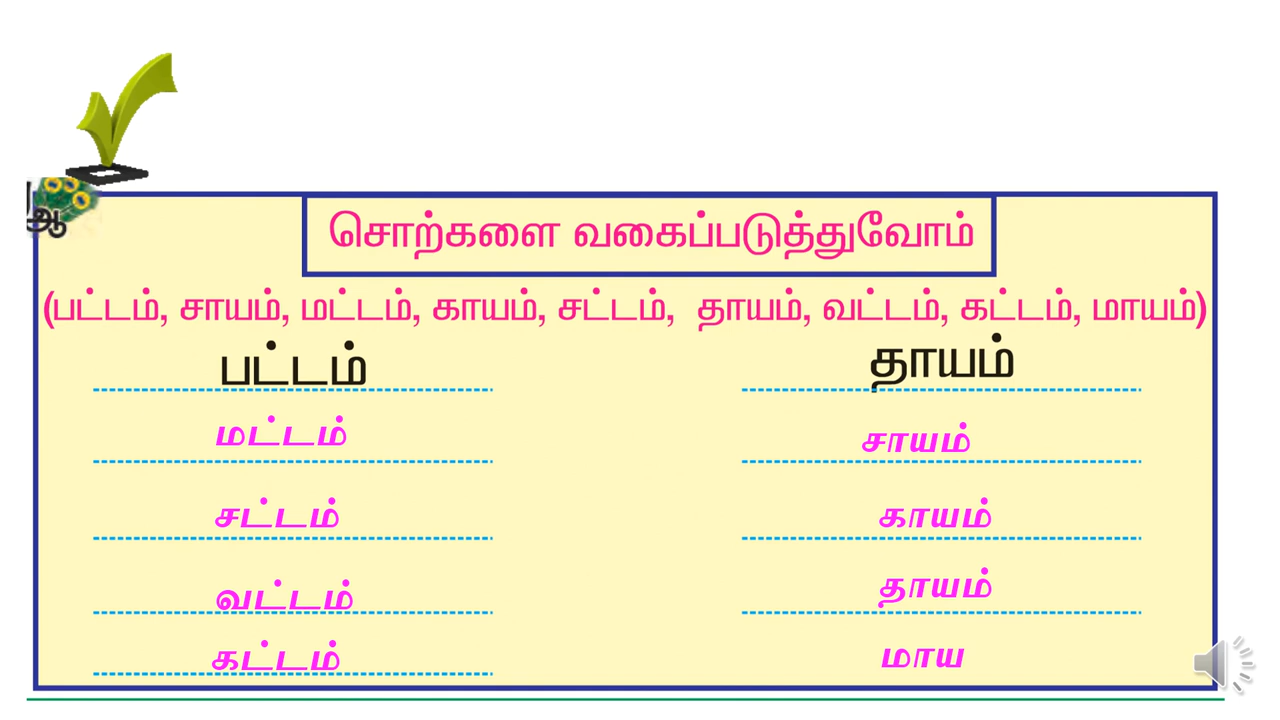 ஆ
சொற்களை வகைப்படுத்துவோம்
(பட்டம், சாயம், மட்டம், காயம், சட்டம், தாயம், வட்டம், கட்டம், மாயம்)
பட்டம் தாயம்
மட்டம் சாயம்
சட்டம் காயம்
வட்டம் தாயம்
கட்டம் மாய